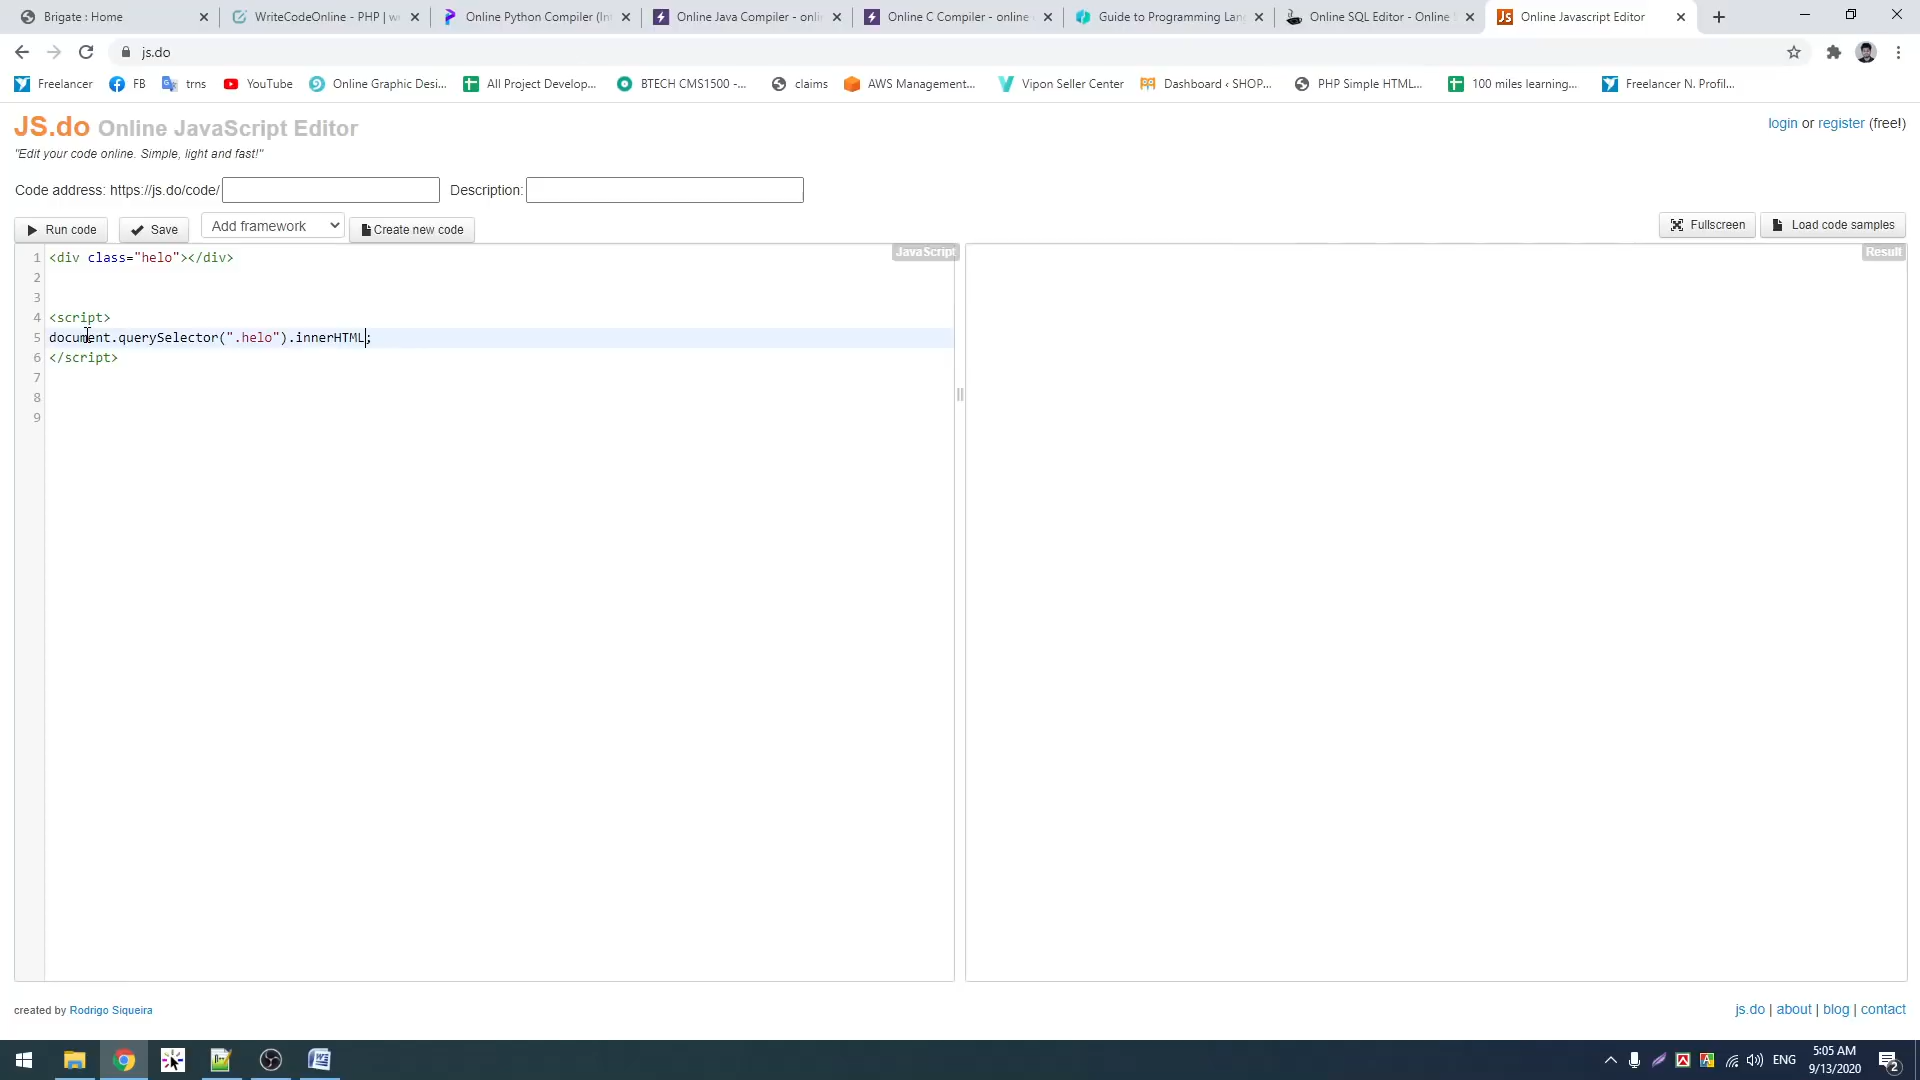 Brigate : Home
WriteCodeOnline - PHP | w
Online Python Compiler (In
Online Java Compiler - onli
Online C Compiler - online
Guide to Programming Lan
Online SQL Editor - Online
Online Javascript Editor
js.do
Freelancer FB trns YouTube Online Graphic Desi... All Project Develop... BTECH CMS1500 -... claims AWS Management... Vipon Seller Center Dashboard ‹ SHOP... PHP Simple HTML... 100 miles learning... Freelancer N. Profil...
JS.do Online JavaScript Editor
login or register (free!)
"Edit your code online. Simple, light and fast!"
Code address: https://js.do/code/ Description:
Run code Save Add framework Create new code Fullscreen Load code samples
JavaScript Result
1 <div class="helo"></div>
2
3
4 <script>
5 document.querySelector(".helo").innerHTML;
6 </script>
7
8
9
created by Rodrigo Siqueira
js.do | about | blog | contact
ENG
5:05 AM
9/13/2020
2